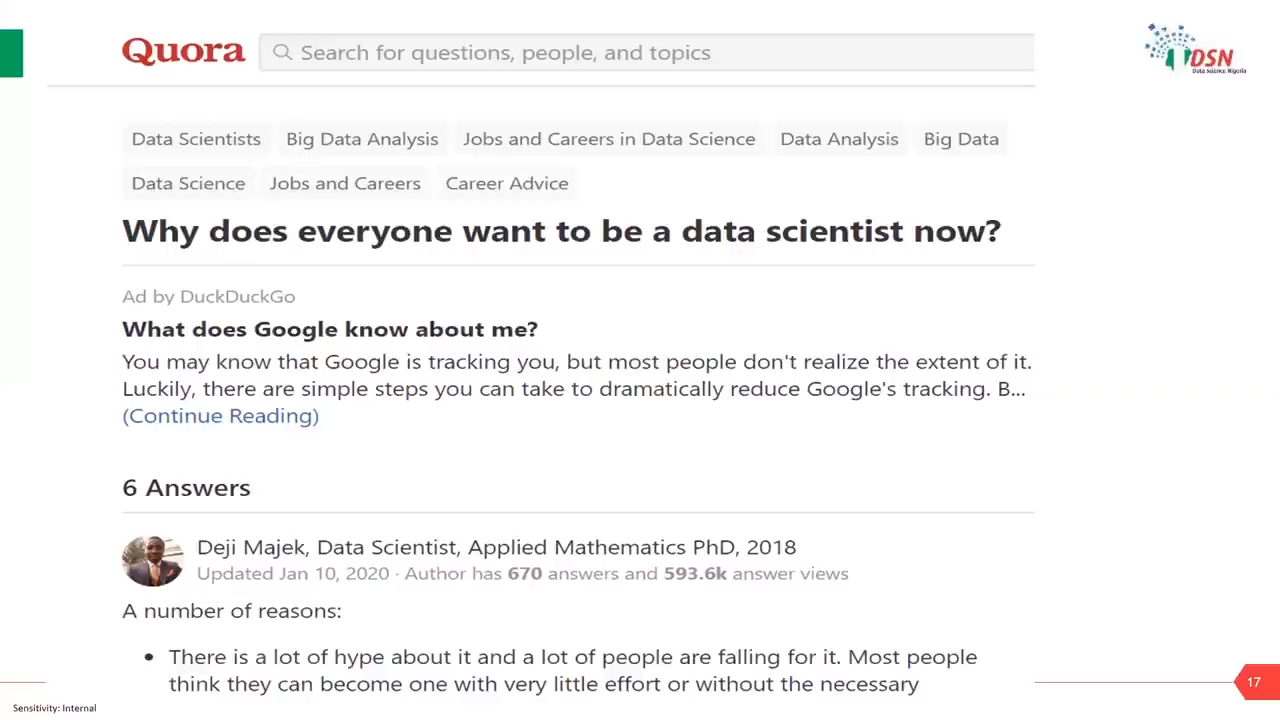 Quora
Search for questions, people, and topics
DSN
Data Science Nigeria
Data Scientists Big Data Analysis Jobs and Careers in Data Science Data Analysis Big Data
Data Science Jobs and Careers Career Advice
Why does everyone want to be a data scientist now?
Ad by DuckDuckGo
What does Google know about me?
You may know that Google is tracking you, but most people don't realize the extent of it.
Luckily, there are simple steps you can take to dramatically reduce Google's tracking. B...
(Continue Reading)
6 Answers
Deji Majek, Data Scientist, Applied Mathematics PhD, 2018
Updated Jan 10, 2020 · Author has 670 answers and 593.6k answer views
A number of reasons:
• There is a lot of hype about it and a lot of people are falling for it. Most people
think they can become one with very little effort or without the necessary
17
Sensitivity: Internal